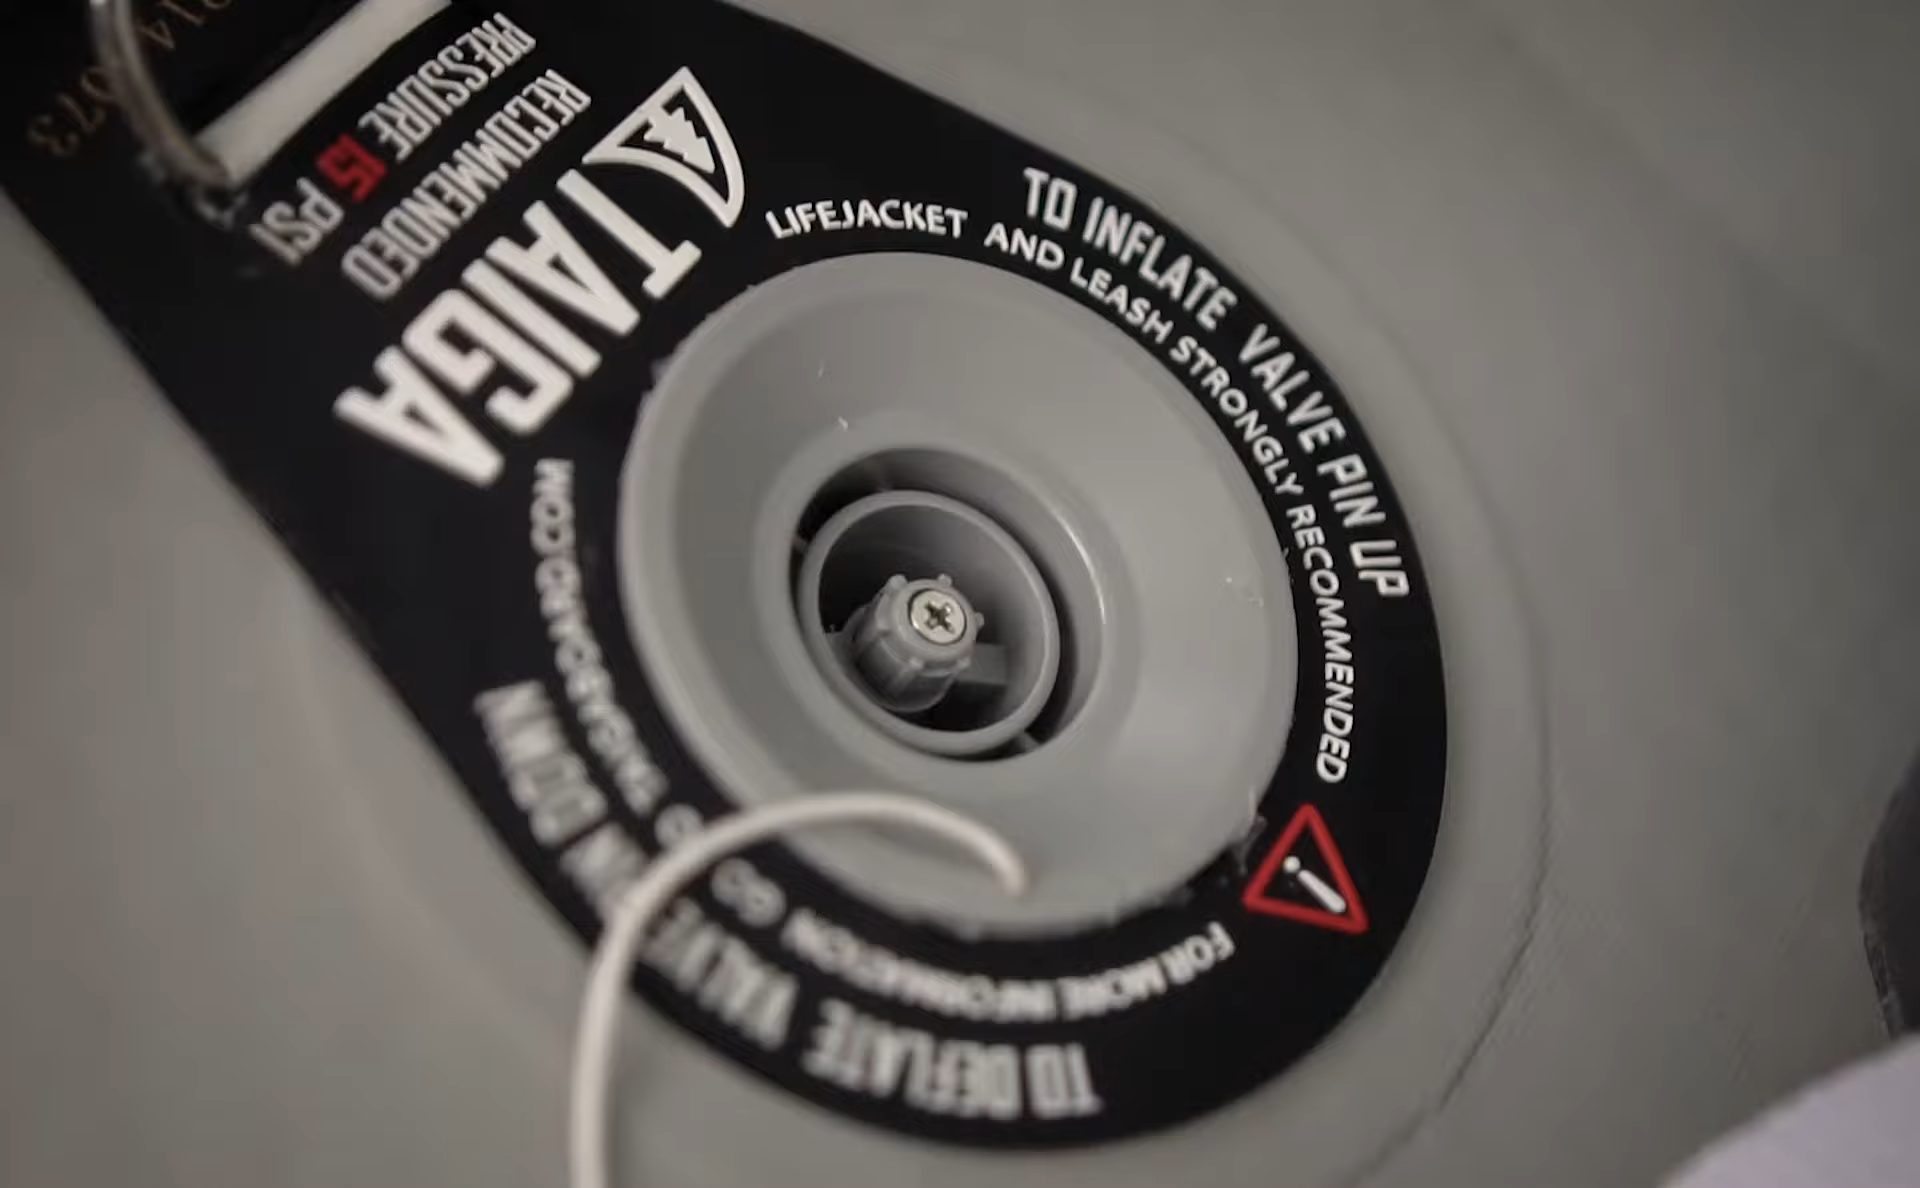 TAIGA
RECOMMENDED
PRESSURE 15 PSI
TO INFLATE VALVE PIN UP
LIFEJACKET AND LEASH STRONGLY RECOMMENDED
FOR MORE INFORMATION GO
TO DEFLATE VALVE
DOWN